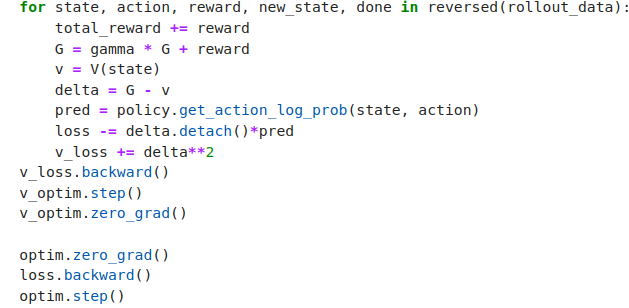 for state, action, reward, new_state, done in reversed(rollout_data):
    total_reward += reward
    G = gamma * G + reward
    v = V(state)
    delta = G - v
    pred = policy.get_action_log_prob(state, action)
    loss -= delta.detach()*pred
    v_loss += delta**2
v_loss.backward()
v_optim.step()
v_optim.zero_grad()

optim.zero_grad()
loss.backward()
optim.step()